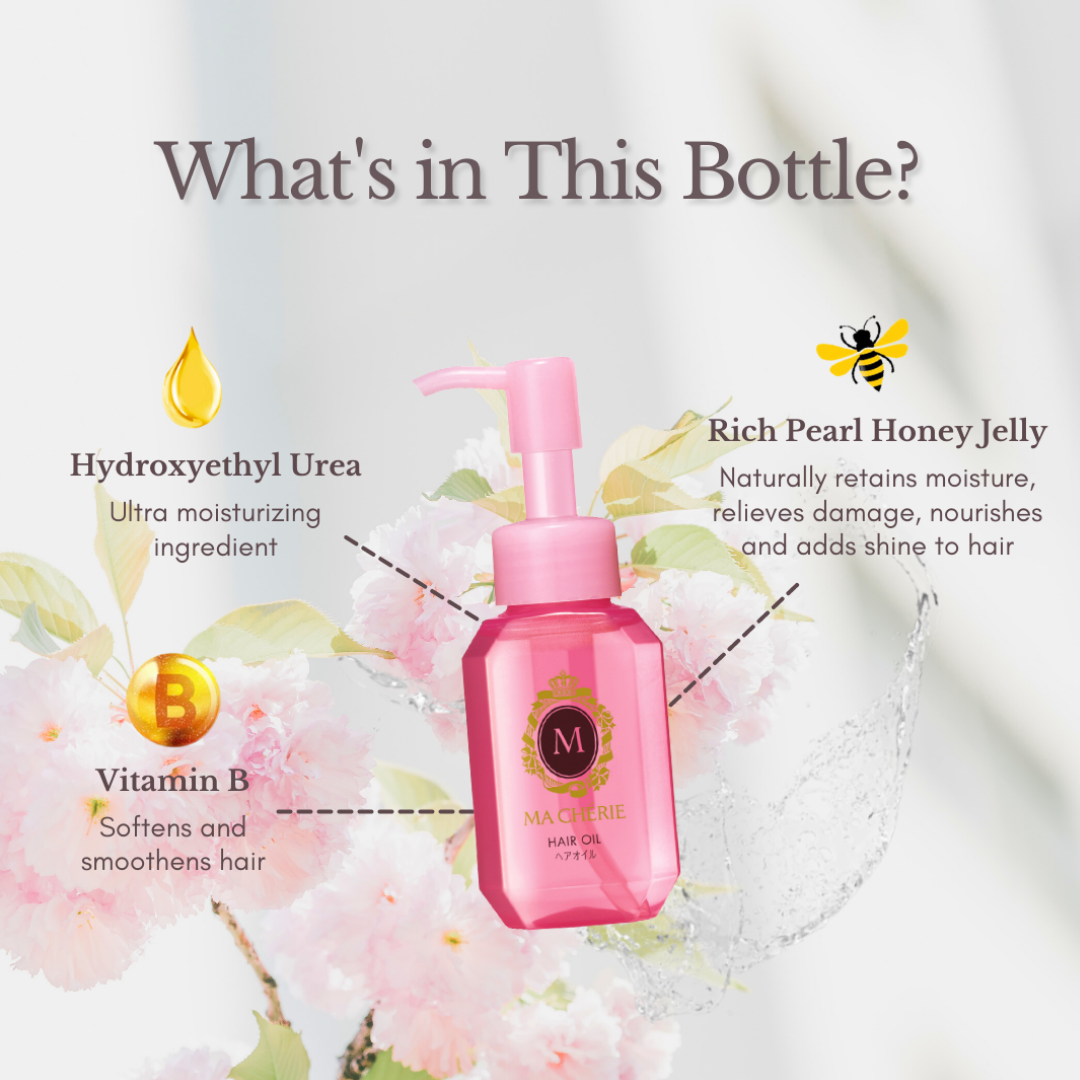 What's in This Bottle?
Hydroxyethyl Urea
Ultra moisturizing
ingredient
Rich Pearl Honey Jelly
Naturally retains moisture,
relieves damage, nourishes
and adds shine to hair
B
Vitamin B
Softens and
smoothens hair
M
MA CHERIE
HAIR OIL
ヘアオイル